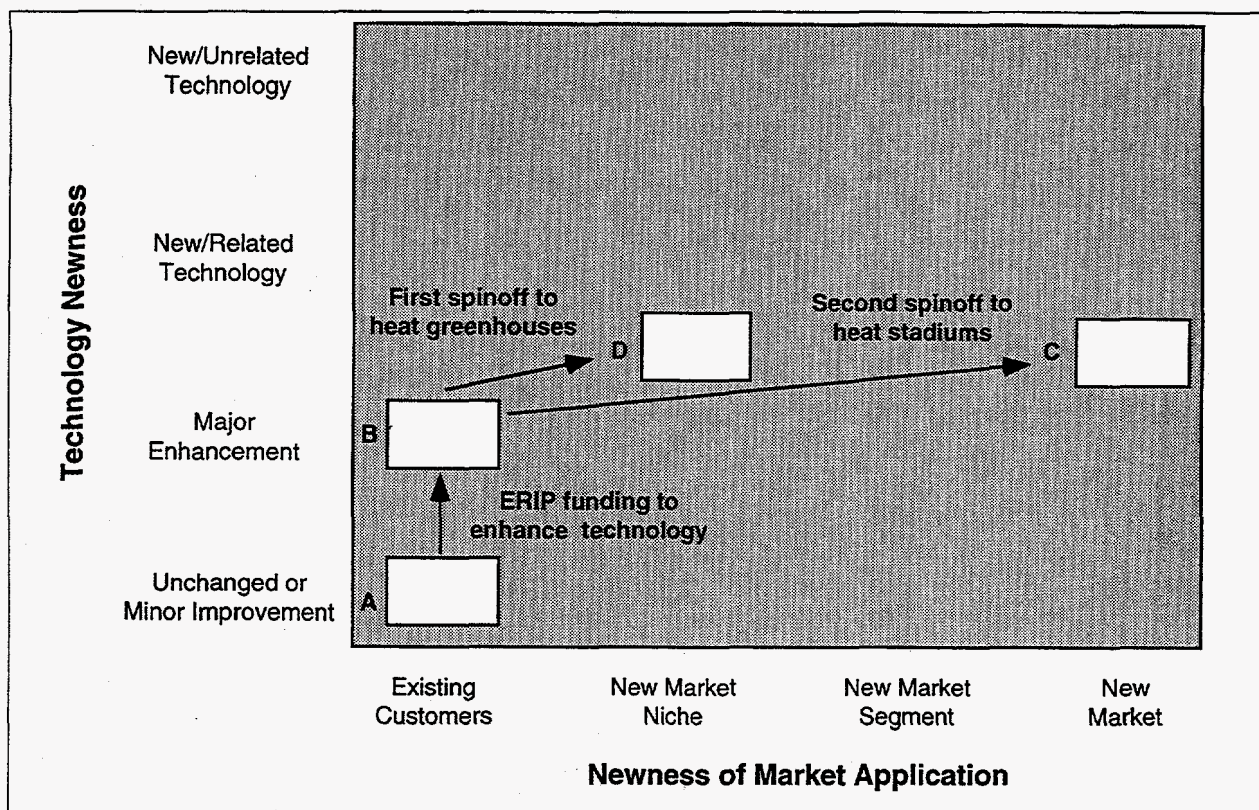 New/Unrelated
Technology
Technology Newness
New/Related
Technology
First spinoff to
heat greenhouses
Second spinoff to
heat stadiums
D
C
Major
Enhancement
B
ERIP funding to
enhance technology
Unchanged or
Minor Improvement
A
Existing
Customers
New Market
Niche
New Market
Segment
New
Market
Newness of Market Application